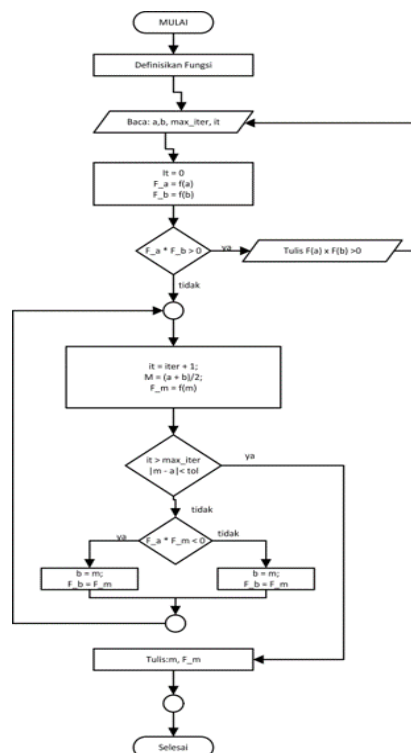 MULAI
Definisikan Fungsi
Baca: a,b, max_iter, it
It = 0
F_a = f(a)
F_b = f(b)
F_a * F_b > 0
ya
Tulis F(a) x F(b) >0
tidak
it = iter + 1;
M = (a + b)/2;
F_m = f(m)
it > max_iter
|m - a|< tol
ya
tidak
F_a * F_m < 0
ya
tidak
b = m;
F_b = F_m
b = m;
F_b = F_m
Tulis:m, F_m
Selesai